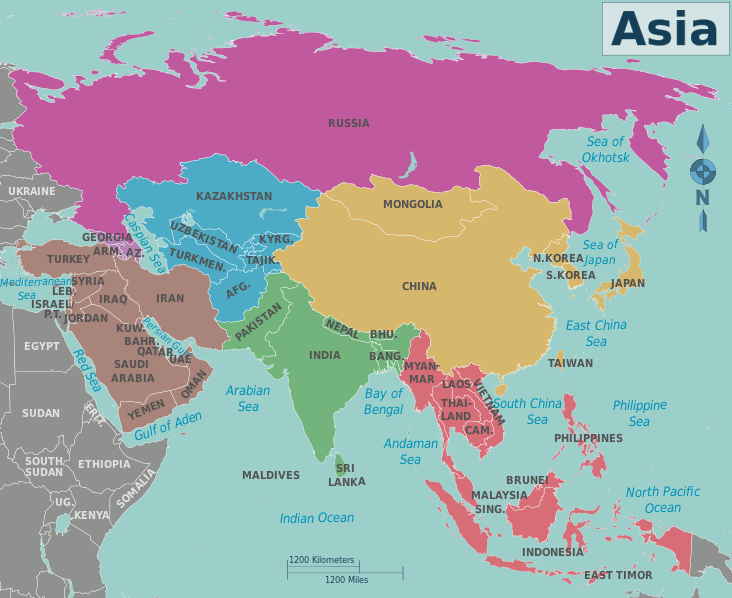 Asia
RUSSIA
Sea of
Okhotsk
N
UKRAINE
KAZAKHSTAN
MONGOLIA
GEORGIA
ARM.
AZ.
Caspian Sea
UZBEKISTAN
KYRG.
TURKMEN.
TAJIK.
Sea of
Japan
N.KOREA
S.KOREA
JAPAN
TURKEY
Mediterranean
Sea
SYRIA
LEB.
ISRAEL/
P.T.
JORDAN
IRAQ
IRAN
AFG.
CHINA
KUW.
BAHR.
QATAR
UAE
Persian Gulf
PAKISTAN
NEPAL
BHU.
INDIA
BANG.
East China
Sea
EGYPT
Red Sea
SAUDI
ARABIA
OMAN
YEMEN
Gulf of Aden
MYAN-
MAR
LAOS
VIETNAM
THAI-
LAND
CAM.
TAIWAN
Arabian
Sea
Bay of
Bengal
Andaman
Sea
South China
Sea
Philippine
Sea
PHILIPPINES
SUDAN
ERIT.
SOUTH
SUDAN
ETHIOPIA
SOMALIA
UG.
KENYA
MALDIVES
SRI
LANKA
BRUNEI
MALAYSIA
SING.
North Pacific
Ocean
Indian Ocean
INDONESIA
EAST TIMOR
1200 Kilometers
1200 Miles